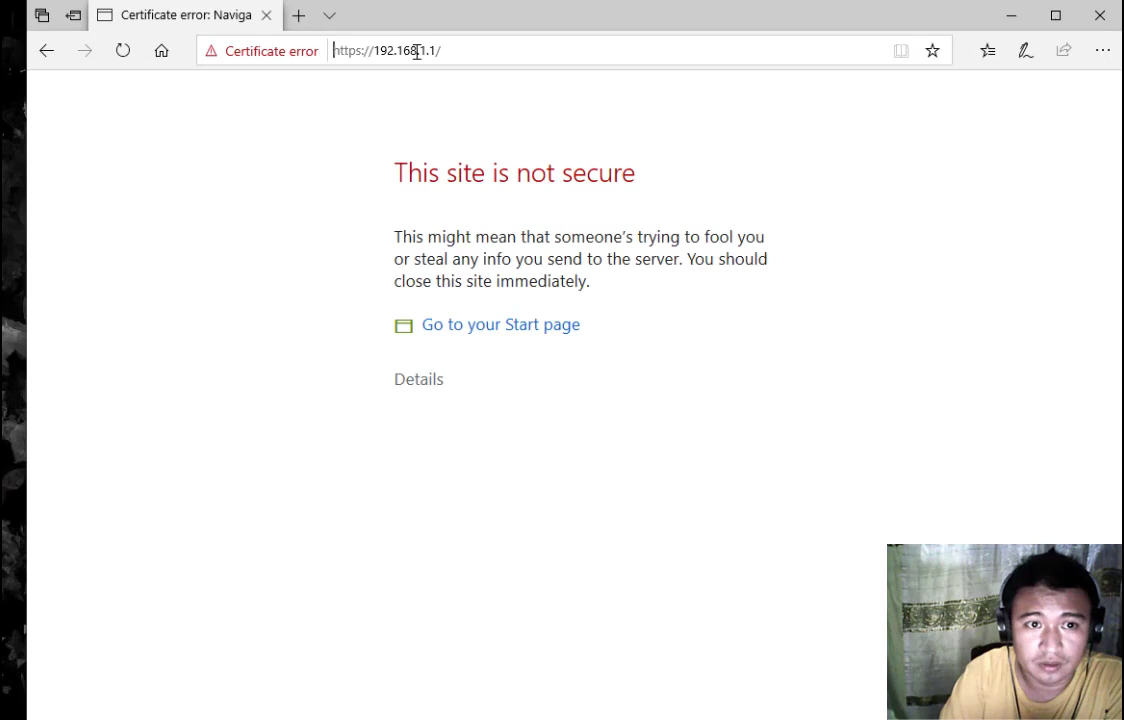 Certificate error: Naviga
Certificate error https://192.168.1.1/
This site is not secure
This might mean that someone's trying to fool you
or steal any info you send to the server. You should
close this site immediately.
Go to your Start page
Details